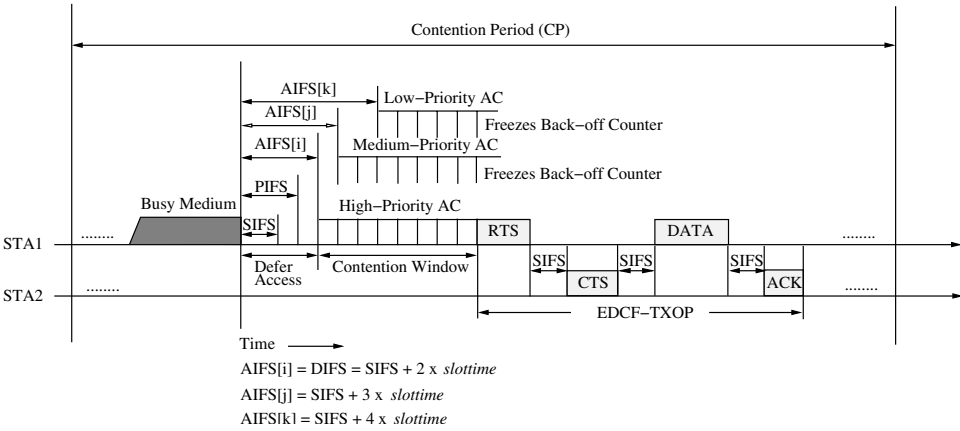 Contention Period (CP)
AIFS[k]
Low−Priority AC
AIFS[j]
Freezes Back−off Counter
AIFS[i]
Medium−Priority AC
Freezes Back−off Counter
PIFS
Busy Medium
High−Priority AC
SIFS
RTS
DATA
........
........
STA1
Defer
Access
Contention Window
SIFS
SIFS
SIFS
CTS
ACK
........
........
STA2
EDCF−TXOP
Time
AIFS[i] = DIFS = SIFS + 2 x slottime
AIFS[j] = SIFS + 3 x slottime
AIFS[k] = SIFS + 4 x slottime